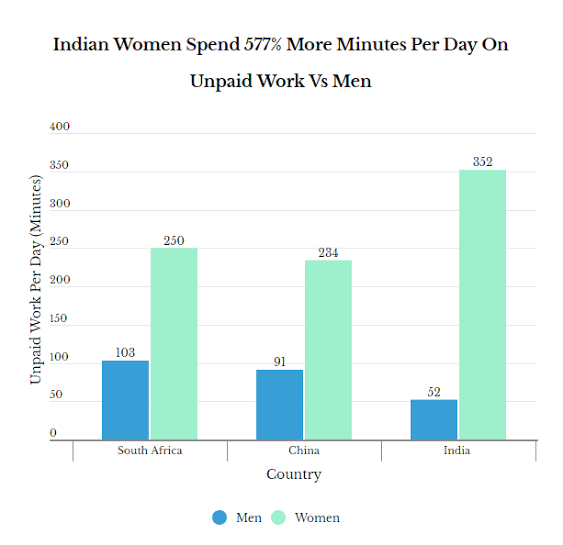 Indian Women Spend 577% More Minutes Per Day On
Unpaid Work Vs Men
Unpaid Work Per Day (Minutes)
400
350
300
250
200
150
100
50
0
103
250
91
234
52
352
South Africa
China
India
Country
Men
Women